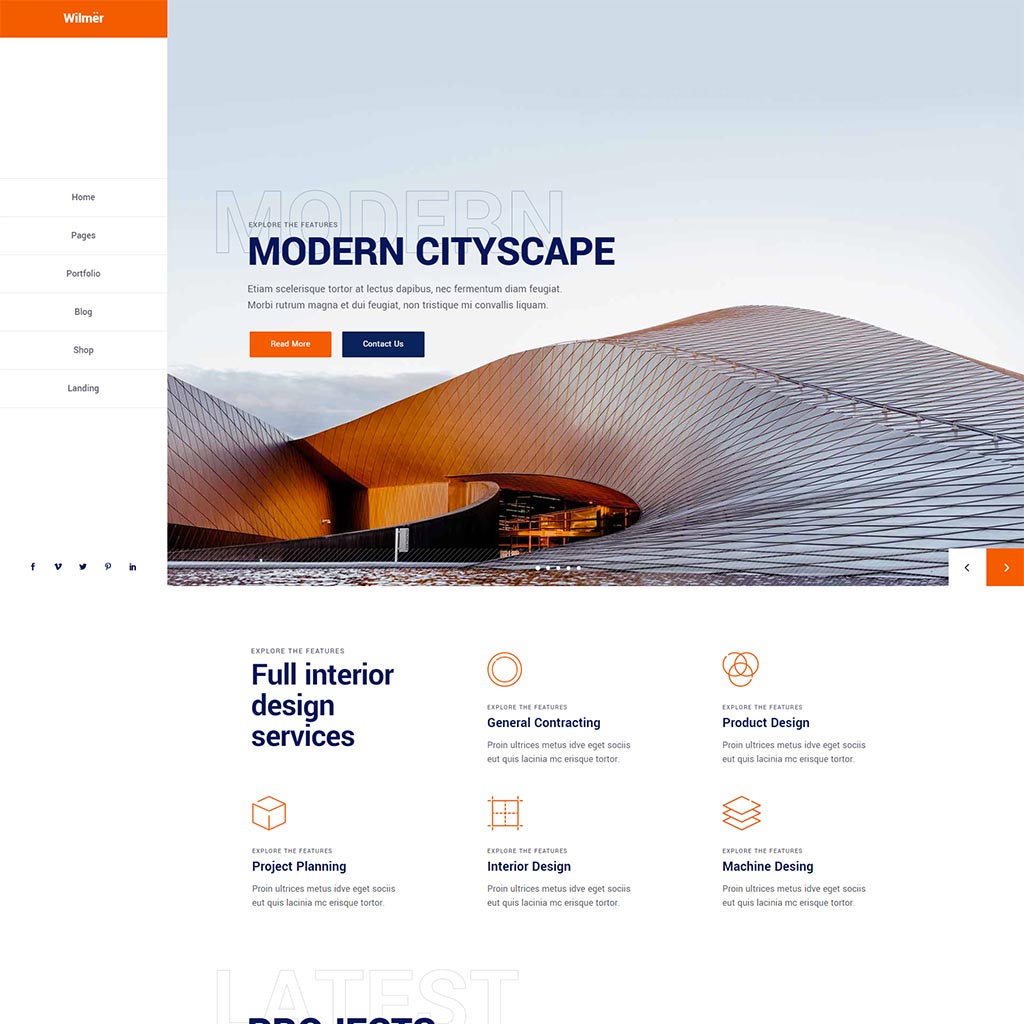 Wilmër
Home
Pages
Portfolio
Blog
Shop
Landing
MODERN
EXPLORE THE FEATURES
MODERN CITYSCAPE
Etiam scelerisque tortor at lectus dapibus, nec fermentum diam feugiat.
Morbi rutrum magna et dui feugiat, non tristique mi convallis liquam.
Read More
Contact Us
EXPLORE THE FEATURES
Full interior
design
services
EXPLORE THE FEATURES
General Contracting
Proin ultrices metus idve eget sociis
eut quis lacinia mc erisque tortor.
EXPLORE THE FEATURES
Product Design
Proin ultrices metus idve eget sociis
eut quis lacinia mc erisque tortor.
EXPLORE THE FEATURES
Project Planning
Proin ultrices metus idve eget sociis
eut quis lacinia mc erisque tortor.
EXPLORE THE FEATURES
Interior Design
Proin ultrices metus idve eget sociis
eut quis lacinia mc erisque tortor.
EXPLORE THE FEATURES
Machine Desing
Proin ultrices metus idve eget sociis
eut quis lacinia mc erisque tortor.
LATEST
PROJECTS